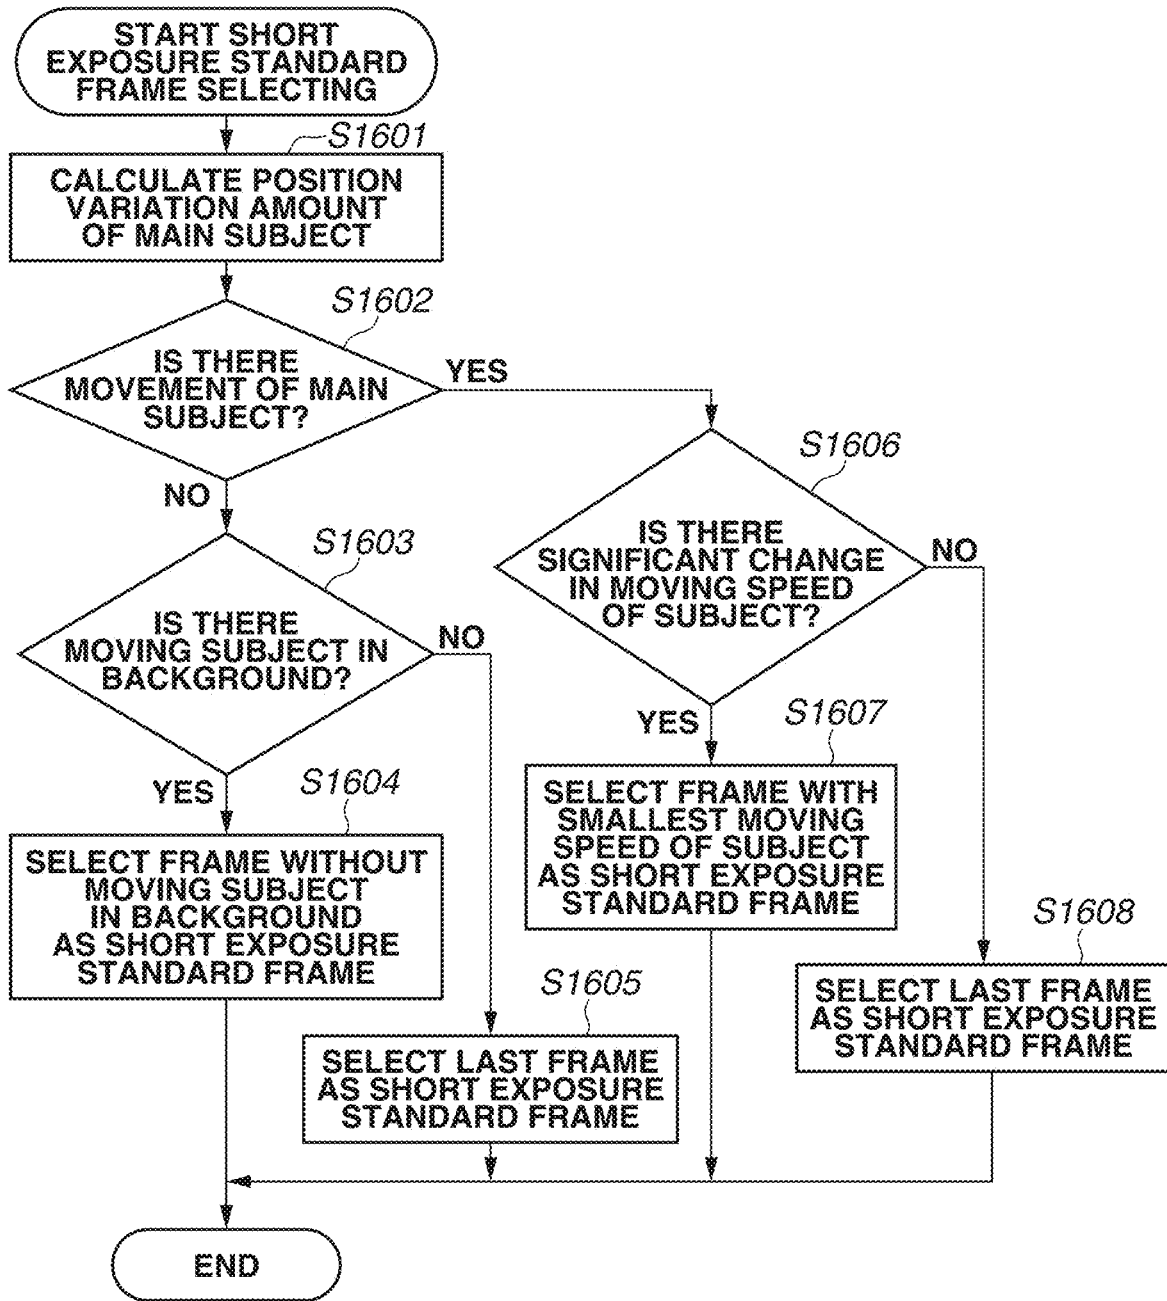 START SHORT
EXPOSURE STANDARD
FRAME SELECTING
S1601
CALCULATE POSITION
VARIATION AMOUNT
OF MAIN SUBJECT
S1602
IS THERE
MOVEMENT OF MAIN
SUBJECT?
YES
NO
S1606
IS THERE
SIGNIFICANT CHANGE
IN MOVING SPEED
OF SUBJECT?
NO
YES
S1603
IS THERE
MOVING SUBJECT IN
BACKGROUND?
NO
YES
S1607
SELECT FRAME WITH
SMALLEST MOVING
SPEED OF SUBJECT
AS SHORT EXPOSURE
STANDARD FRAME
S1604
SELECT FRAME WITHOUT
MOVING SUBJECT
IN BACKGROUND
AS SHORT EXPOSURE
STANDARD FRAME
S1608
SELECT LAST FRAME
AS SHORT EXPOSURE
STANDARD FRAME
S1605
SELECT LAST FRAME
AS SHORT EXPOSURE
STANDARD FRAME
END